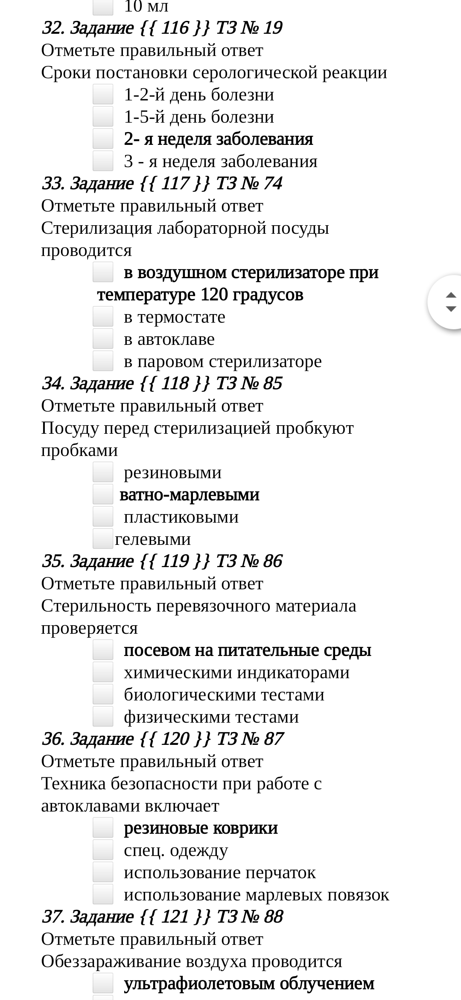 10 мл
32. Задание {{ 116 }} ТЗ № 19
Отметьте правильный ответ
Сроки постановки серологической реакции
1-2-й день болезни
1-5-й день болезни
2- я неделя заболевания
3 - я неделя заболевания
33. Задание {{ 117 }} ТЗ № 74
Отметьте правильный ответ
Стерилизация лабораторной посуды
проводится
в воздушном стерилизаторе при
температуре 120 градусов
в термостате
в автоклаве
в паровом стерилизаторе
34. Задание {{ 118 }} ТЗ № 85
Отметьте правильный ответ
Посуду перед стерилизацией пробкуют
пробками
резиновыми
ватно-марлевыми
пластиковыми
гелевыми
35. Задание {{ 119 }} ТЗ № 86
Отметьте правильный ответ
Стерильность перевязочного материала
проверяется
посевом на питательные среды
химическими индикаторами
биологическими тестами
физическими тестами
36. Задание {{ 120 }} ТЗ № 87
Отметьте правильный ответ
Техника безопасности при работе с
автоклавами включает
резиновые коврики
спец. одежду
использование перчаток
использование марлевых повязок
37. Задание {{ 121 }} ТЗ № 88
Отметьте правильный ответ
Обеззараживание воздуха проводится
ультрафиолетовым облучением